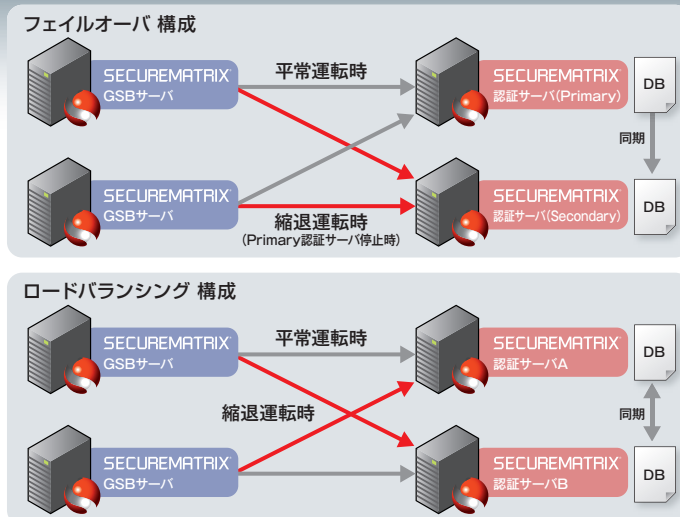 フェイルオーバ 構成
SECUREMATRIX
GSBサーバ
平常運転時
SECUREMATRIX
認証サーバ(Primary)
DB
同期
SECUREMATRIX
GSBサーバ
縮退運転時
(Primary認証サーバ停止時)
SECUREMATRIX
認証サーバ(Secondary)
DB
ロードバランシング 構成
SECUREMATRIX
GSBサーバ
平常運転時
SECUREMATRIX
認証サーバA
DB
縮退運転時
同期
SECUREMATRIX
GSBサーバ
SECUREMATRIX
認証サーバB
DB